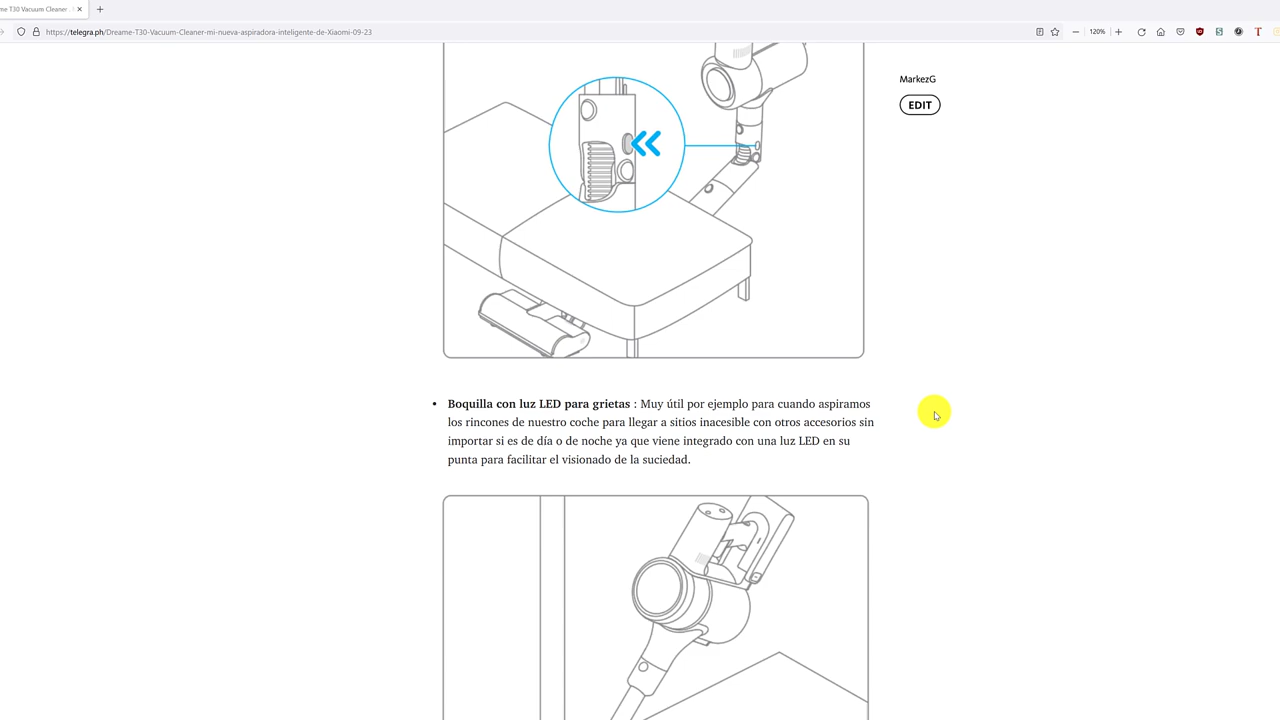 me T30 Vacuum Cleaner
https://telegra.ph/Dreame-T30-Vacuum-Cleaner-mi-nueva-aspiradora-inteligente-de-Xiaomi-09-23
120%
MarkezG
EDIT
• Boquilla con luz LED para grietas : Muy útil por ejemplo para cuando aspiramos
los rincones de nuestro coche para llegar a sitios inacesible con otros accesorios sin
importar si es de día o de noche ya que viene integrado con una luz LED en su
punta para facilitar el visionado de la suciedad.